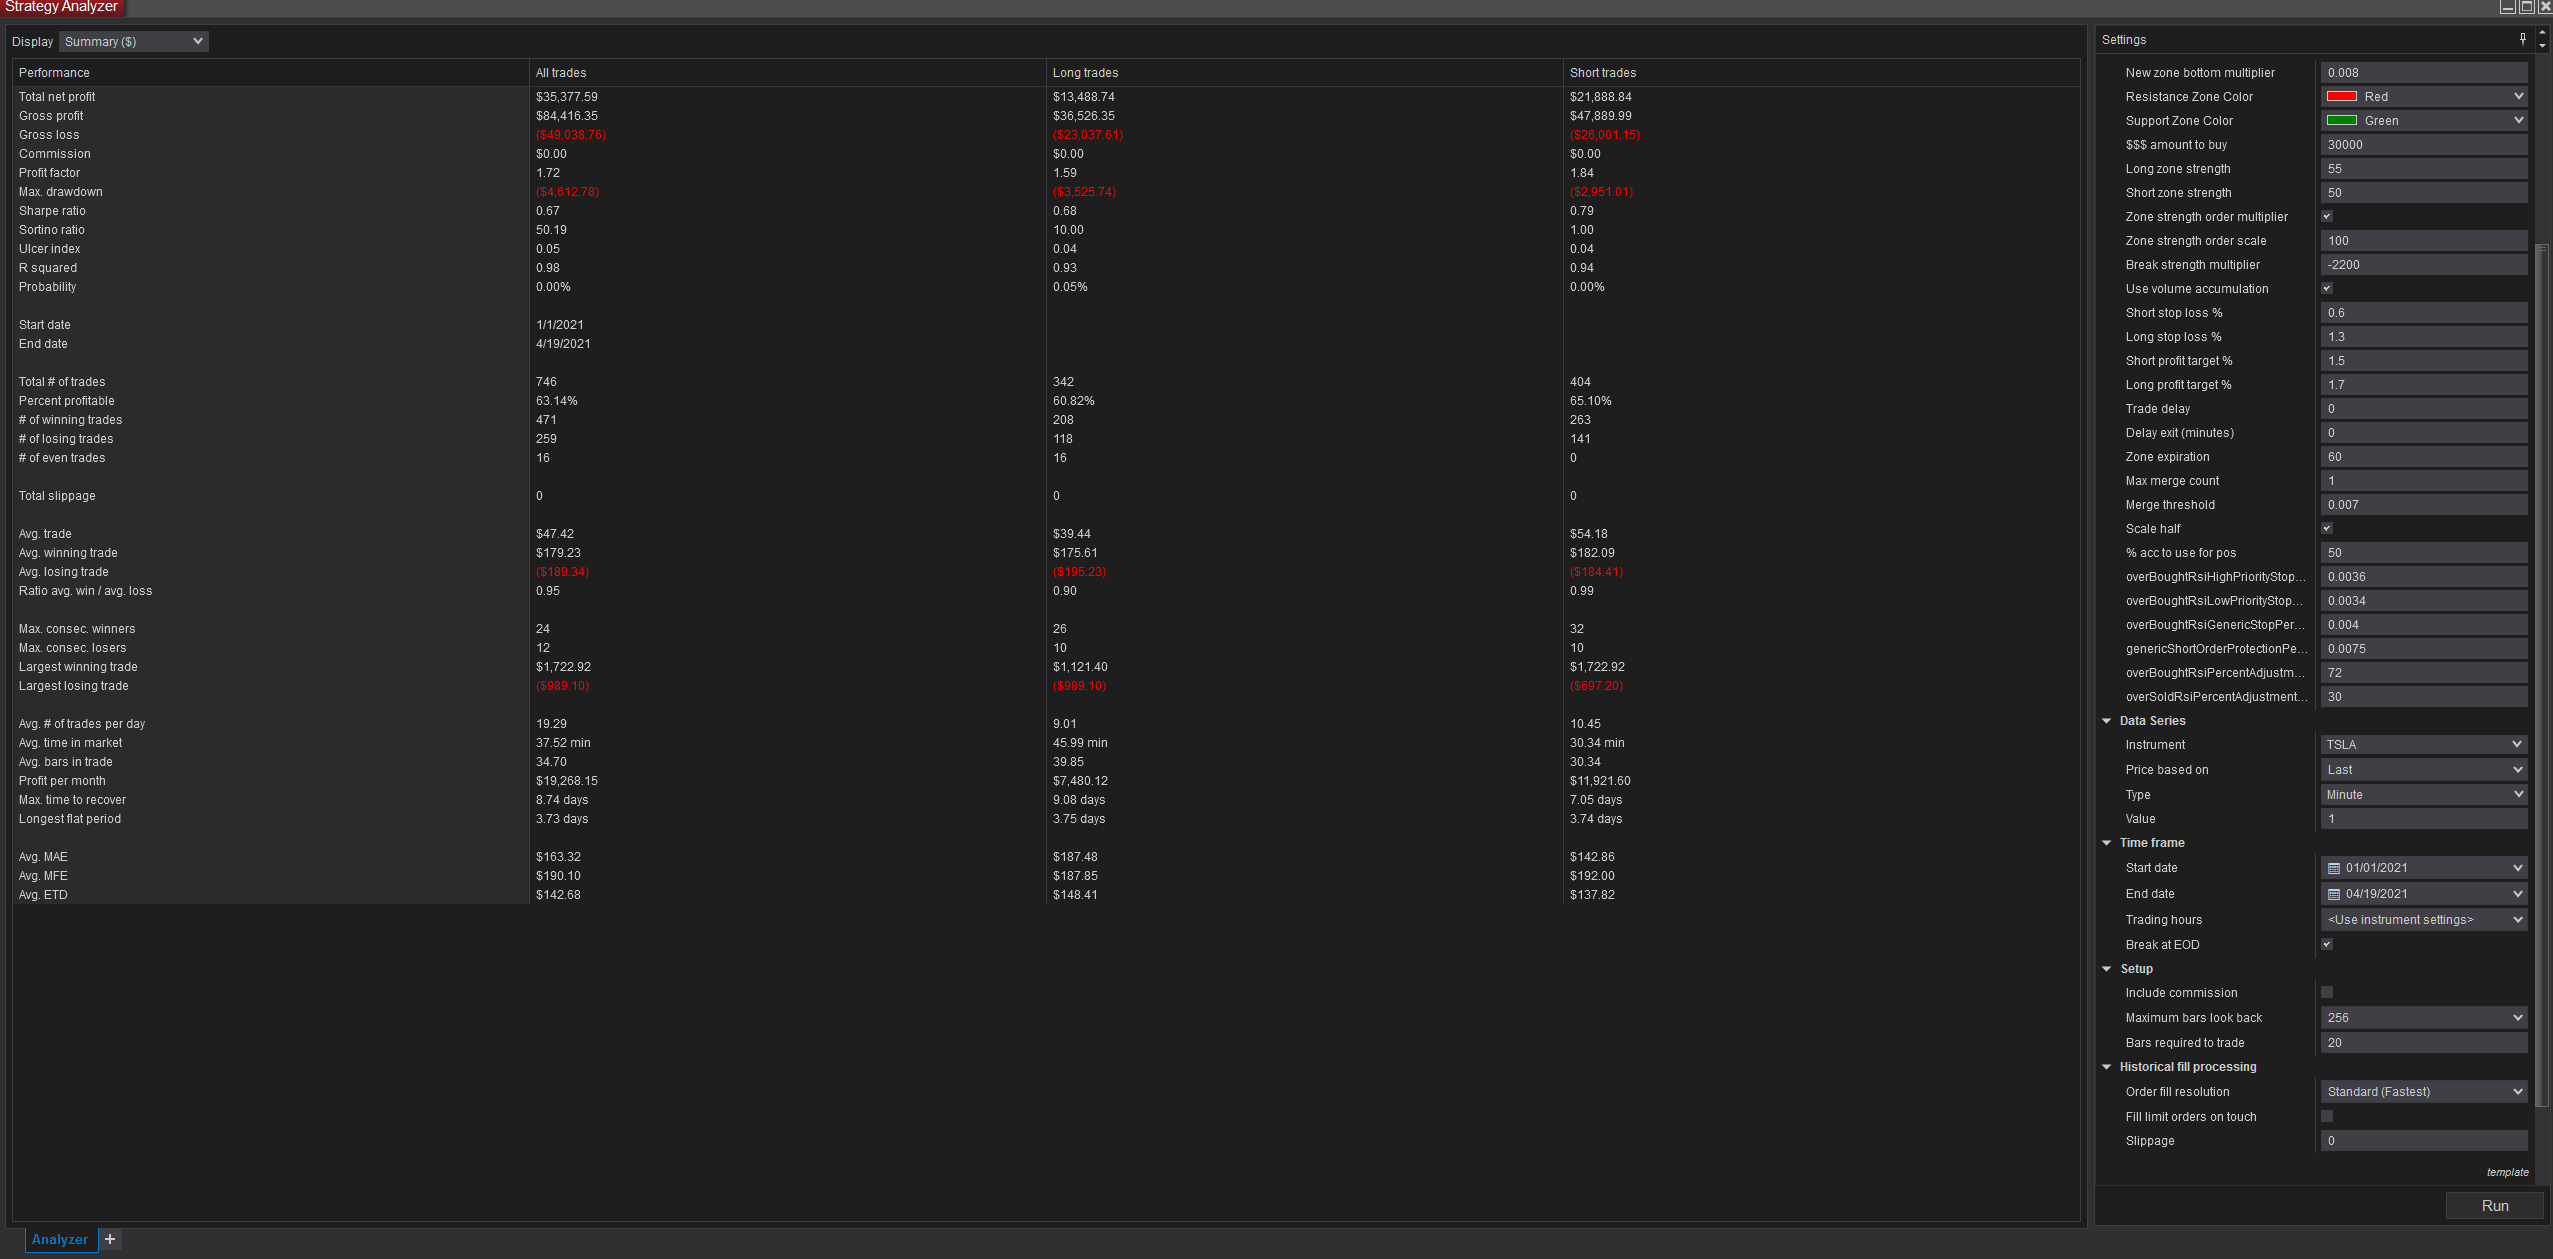 Strategy Analyzer
Display Summary ($)
Performance All trades Long trades Short trades
Total net profit $35,377.59 $13,488.74 $21,888.84
Gross profit $84,416.35 $36,526.35 $47,889.99
Gross loss ($49,038.76) ($23,037.61) ($26,001.15)
Commission $0.00 $0.00 $0.00
Profit factor 1.72 1.59 1.84
Max. drawdown ($4,612.78) ($3,525.74) ($2,951.01)
Sharpe ratio 0.67 0.68 0.79
Sortino ratio 50.19 10.00 1.00
Ulcer index 0.05 0.04 0.04
R squared 0.98 0.93 0.94
Probability 0.00% 0.05% 0.00%
Start date 1/1/2021
End date 4/19/2021
Total # of trades 746 342 404
Percent profitable 63.14% 60.82% 65.10%
# of winning trades 471 208 263
# of losing trades 259 118 141
# of even trades 16 16 0
Total slippage 0 0 0
Avg. trade $47.42 $39.44 $54.18
Avg. winning trade $179.23 $175.61 $182.09
Avg. losing trade ($189.34) ($195.23) ($184.41)
Ratio avg. win / avg. loss 0.95 0.90 0.99
Max. consec. winners 24 26 32
Max. consec. losers 12 10 10
Largest winning trade $1,722.92 $1,121.40 $1,722.92
Largest losing trade ($989.10) ($989.10) ($697.20)
Avg. # of trades per day 19.29 9.01 10.45
Avg. time in market 37.52 min 45.99 min 30.34 min
Avg. bars in trade 34.70 39.85 30.34
Profit per month $19,268.15 $7,480.12 $11,921.60
Max. time to recover 8.74 days 9.08 days 7.05 days
Longest flat period 3.73 days 3.75 days 3.74 days
Avg. MAE $163.32 $187.48 $142.86
Avg. MFE $190.10 $187.85 $192.00
Avg. ETD $142.68 $148.41 $137.82
Analyzer +
Settings
New zone bottom multiplier 0.008
Resistance Zone Color Red
Support Zone Color Green
$$$ amount to buy 30000
Long zone strength 55
Short zone strength 50
Zone strength order multiplier
Zone strength order scale 100
Break strength multiplier -2200
Use volume accumulation
Short stop loss % 0.6
Long stop loss % 1.3
Short profit target % 1.5
Long profit target % 1.7
Trade delay 0
Delay exit (minutes) 0
Zone expiration 60
Max merge count 1
Merge threshold 0.007
Scale half
% acc to use for pos 50
overBoughtRsiHighPriorityStop... 0.0036
overBoughtRsiLowPriorityStop... 0.0034
overBoughtRsiGenericStopPer... 0.004
genericShortOrderProtectionPe... 0.0075
overBoughtRsiPercentAdjustm... 72
overSoldRsiPercentAdjustment... 30
Data Series
Instrument TSLA
Price based on Last
Type Minute
Value 1
Time frame
Start date 01/01/2021
End date 04/19/2021
Trading hours <Use instrument settings>
Break at EOD
Setup
Include commission
Maximum bars look back 256
Bars required to trade 20
Historical fill processing
Order fill resolution Standard (Fastest)
Fill limit orders on touch
Slippage 0
template
Run